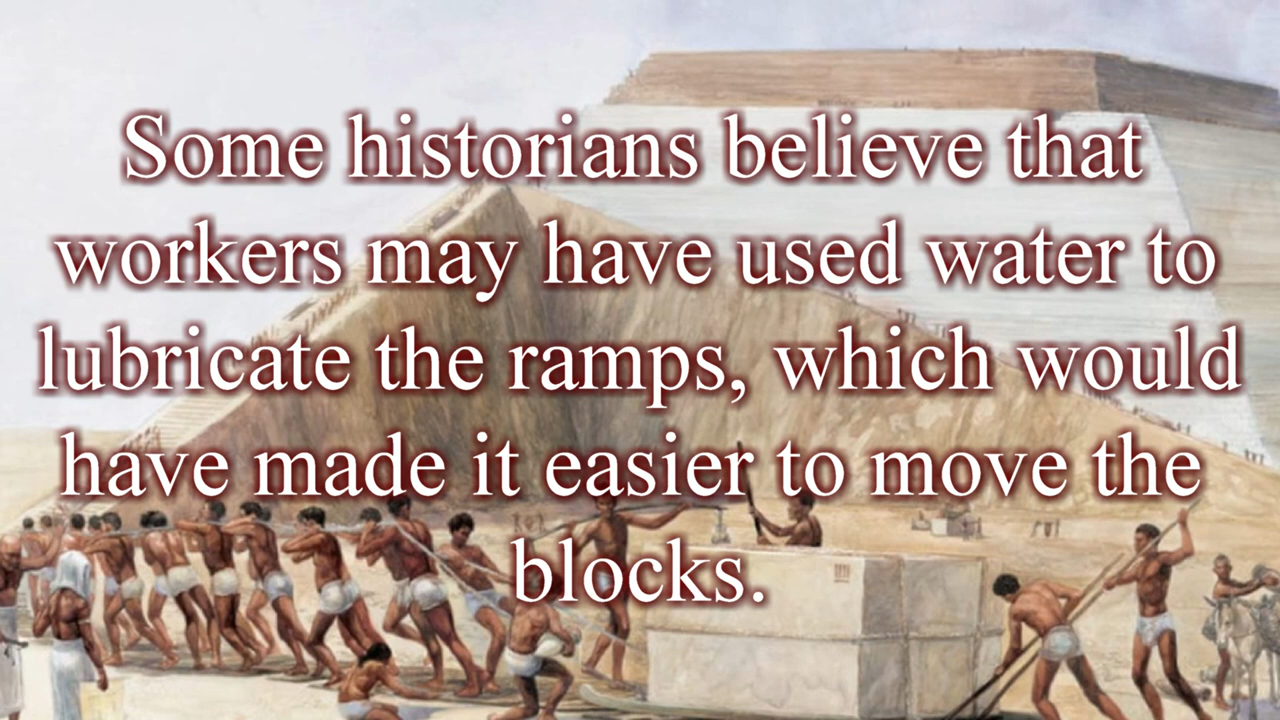 Some historians believe that
workers may have used water to
lubricate the ramps, which would
have made it easier to move the
blocks.